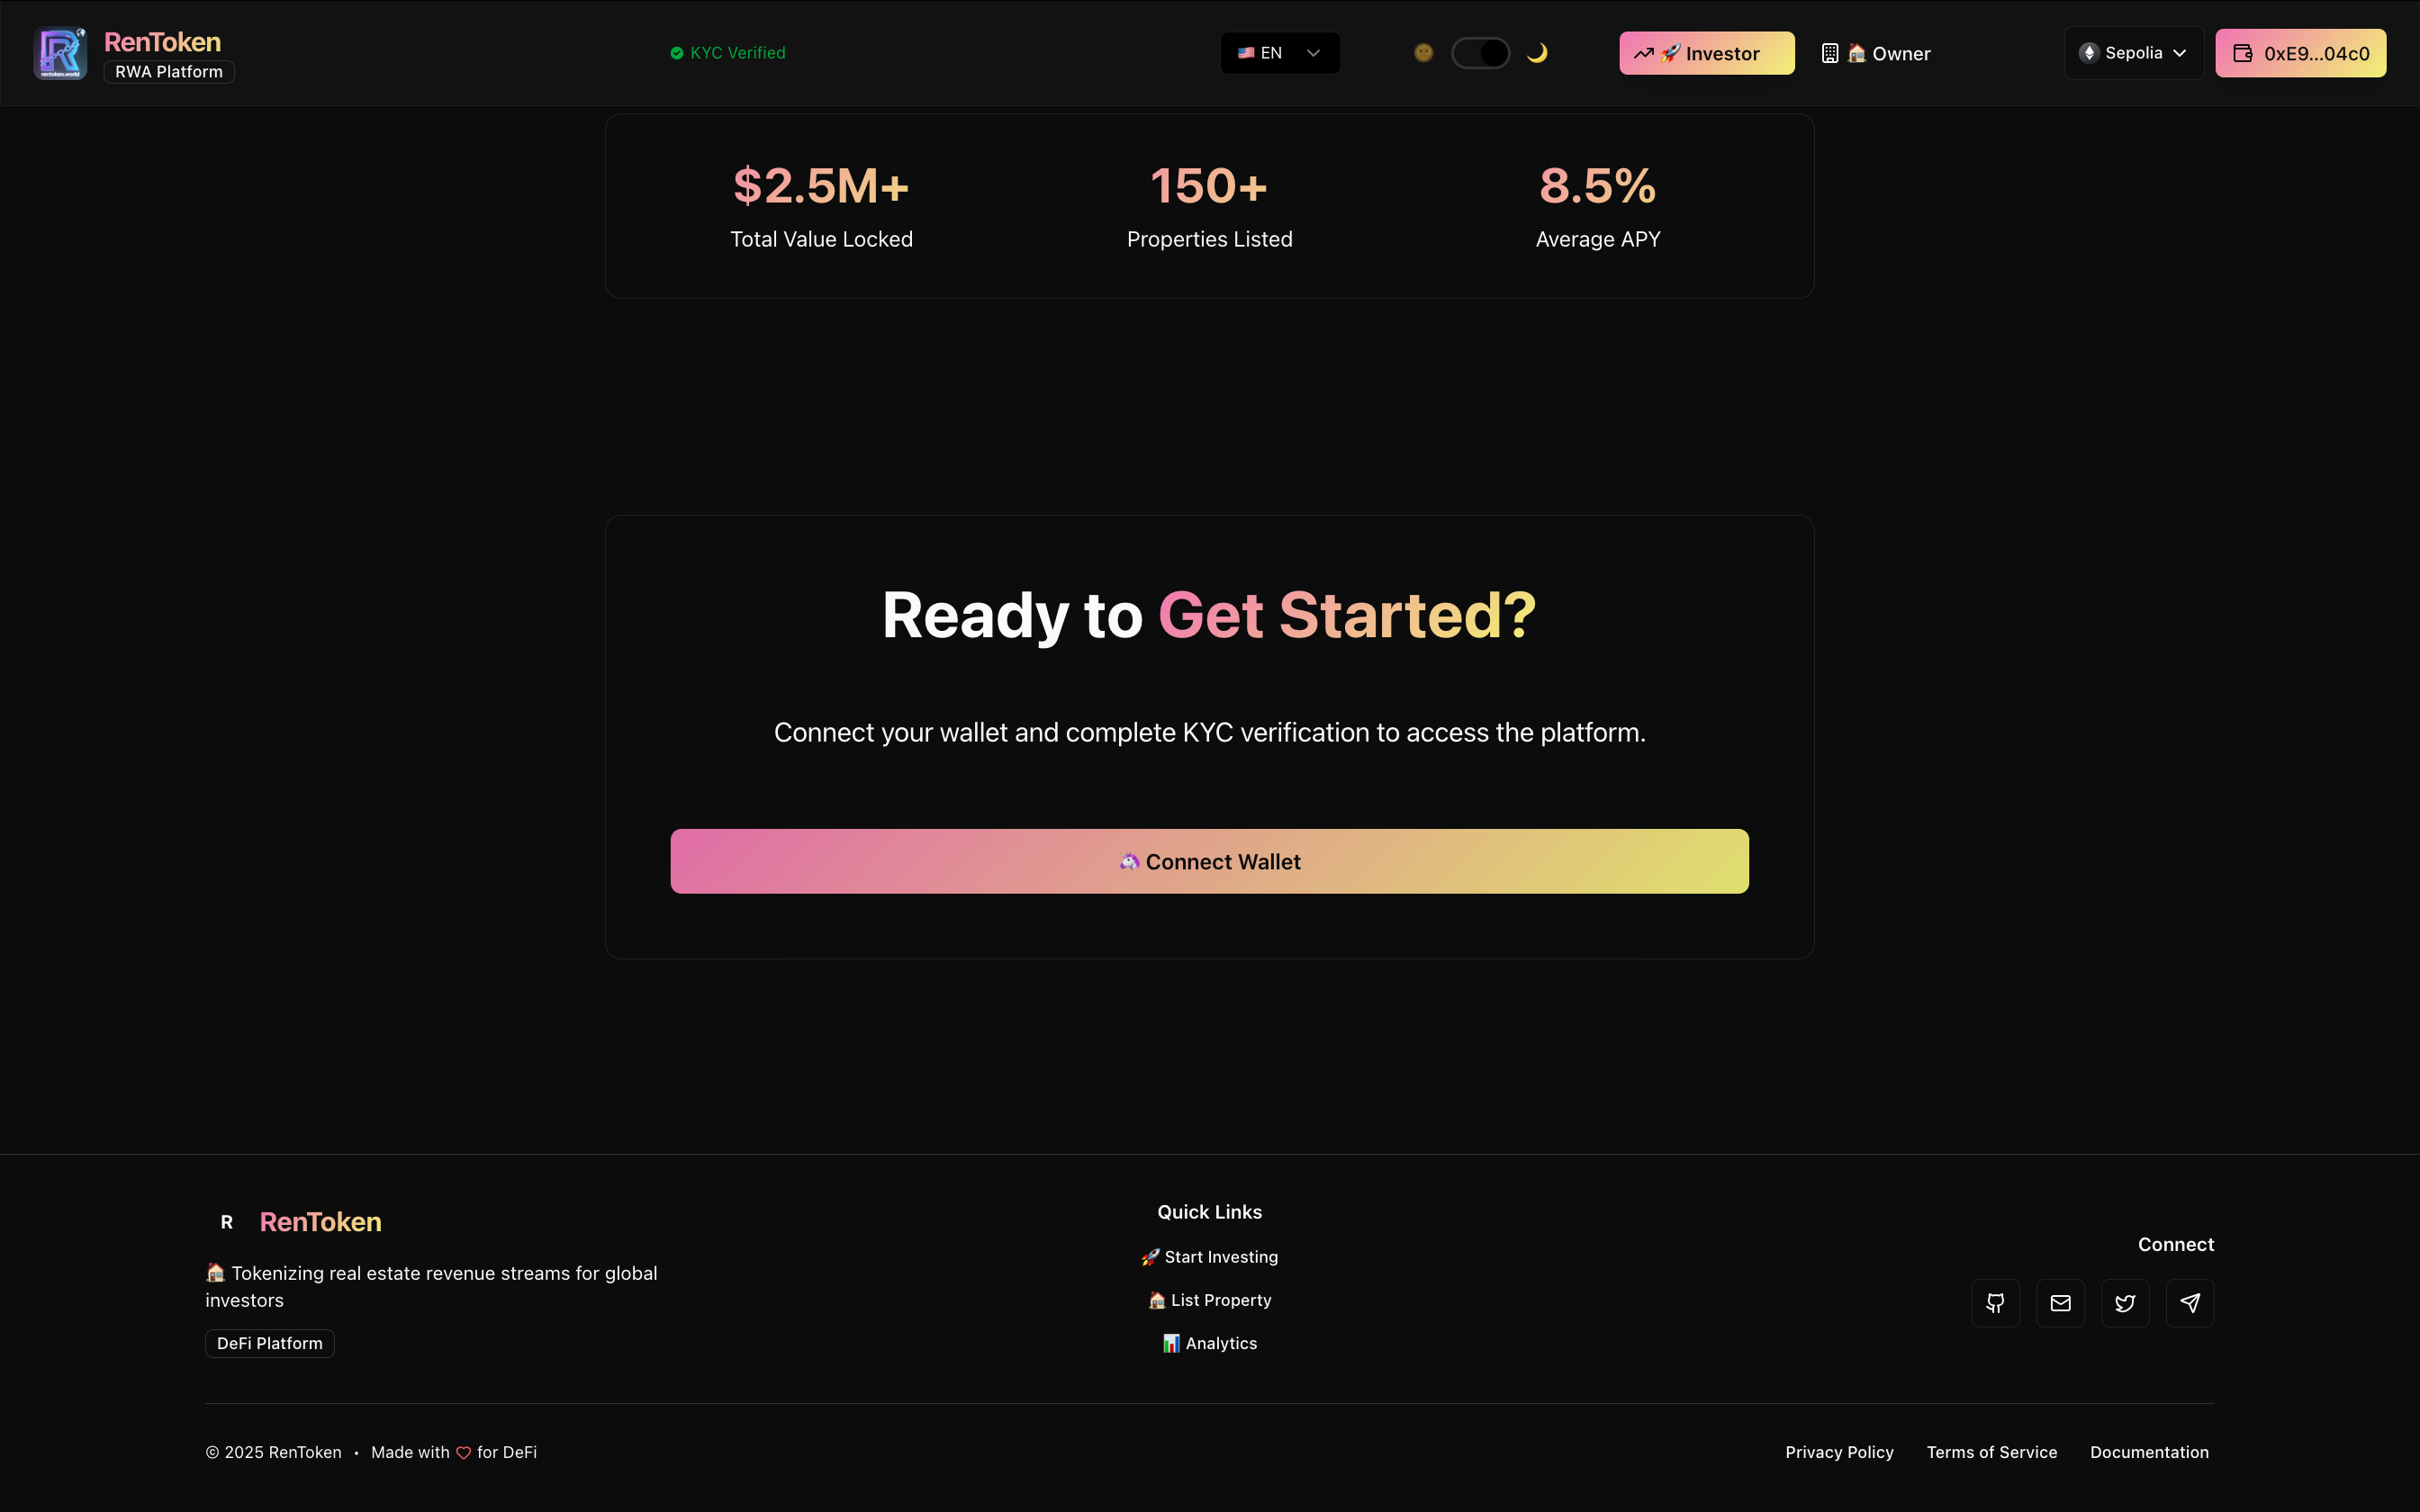 RenToken
RWA Platform
KYC Verified
EN
Investor
Owner
Sepolia
0xE9...04c0
$2.5M+
150+
8.5%
Total Value Locked
Properties Listed
Average APY
Ready to Get Started?
Connect your wallet and complete KYC verification to access the platform.
Connect Wallet
R RenToken
Tokenizing real estate revenue streams for global
investors
DeFi Platform
Quick Links
Start Investing
List Property
Analytics
Connect
© 2025 RenToken • Made with for DeFi
Privacy Policy
Terms of Service
Documentation